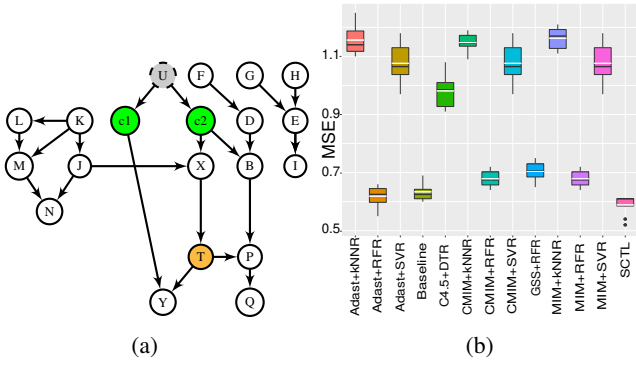 U F G H
L K c1 c2 D E
M J X B I
N
T P
Y Q
(a)
MSE
1.1
0.9
0.7
0.5
Adast+kNNR
Adast+RFR
Adast+SVR
Baseline
C4.5+DTR
CMIM+kNNR
CMIM+RFR
CMIM+SVR
GSS+RFR
MIM+kNNR
MIM+RFR
MIM+SVR
SCTL
(b)